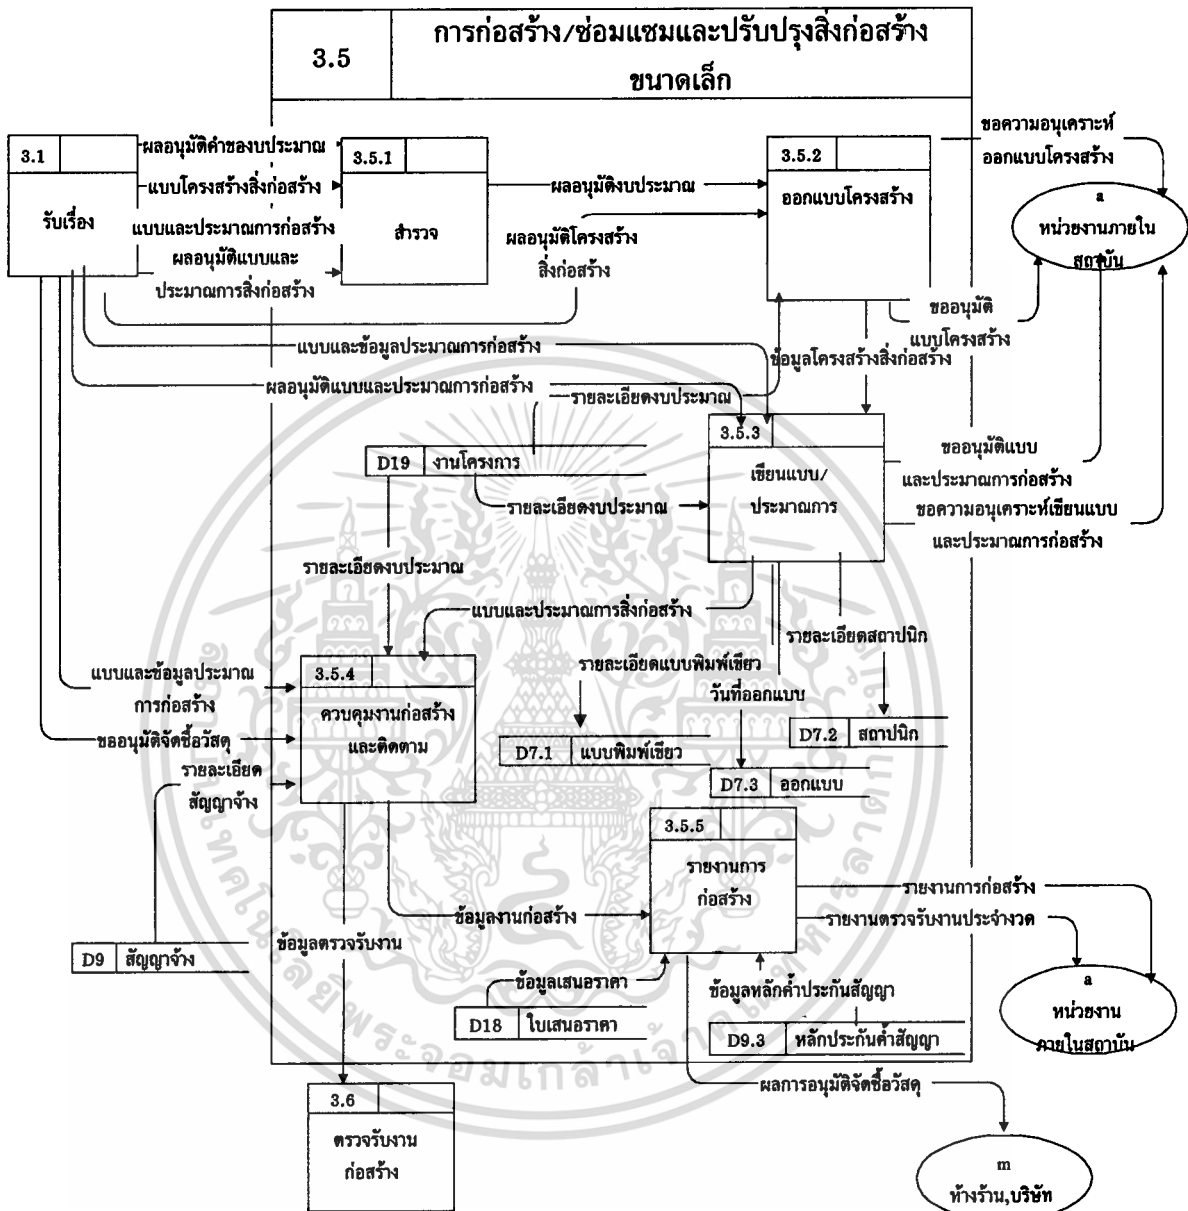 3.5
การก่อสร้าง/ซ่อมแซมและปรับปรุงสิ่งก่อสร้าง
ขนาดเล็ก
3.1
รับเรื่อง
ผลอนุมัติคำของบประมาณ
แบบโครงสร้างสิ่งก่อสร้าง
แบบและประมาณการก่อสร้าง
ผลอนุมัติแบบและ
ประมาณการสิ่งก่อสร้าง
3.5.1
สำรวจ
ผลอนุมัติงบประมาณ
ผลอนุมัติโครงสร้าง
สิ่งก่อสร้าง
3.5.2
ออกแบบโครงสร้าง
ขอความอนุเคราะห์
ออกแบบโครงสร้าง
a
หน่วยงานภายใน
สถาบัน
ขออนุมัติ
แบบโครงสร้าง
แบบและข้อมูลประมาณการก่อสร้าง
ข้อมูลโครงสร้างสิ่งก่อสร้าง
ผลอนุมัติแบบและประมาณการก่อสร้าง
รายละเอียดงบประมาณ
3.5.3
เขียนแบบ/
ประมาณการ
D19 งานโครงการ
รายละเอียดงบประมาณ
ขออนุมัติแบบ
และประมาณการก่อสร้าง
ขอความอนุเคราะห์เขียนแบบ
และประมาณการก่อสร้าง
รายละเอียดงบประมาณ
แบบและประมาณการสิ่งก่อสร้าง
รายละเอียดสถาปนิก
รายละเอียดแบบพิมพ์เขียว
วันที่ออกแบบ
แบบและข้อมูลประมาณ
การก่อสร้าง
ขออนุมัติจัดซื้อวัสดุ
รายละเอียด
สัญญาจ้าง
3.5.4
ควบคุมงานก่อสร้าง
และติดตาม
D7.1 แบบพิมพ์เขียว
D7.2 สถาปนิก
D7.3 ออกแบบ
3.5.5
รายงานการ
ก่อสร้าง
รายงานการก่อสร้าง
รายงานตรวจรับงานประจำงวด
ข้อมูลงานก่อสร้าง
ข้อมูลตรวจรับงาน
D9 สัญญาจ้าง
ข้อมูลเสนอราคา
D18 ใบเสนอราคา
ข้อมูลหลักค้ำประกันสัญญา
D9.3 หลักประกันค้ำสัญญา
a
หน่วยงาน
ภายในสถาบัน
ผลการอนุมัติจัดซื้อวัสดุ
3.6
ตรวจรับงาน
ก่อสร้าง
m
ห้างร้าน,บริษัท
สถาบันเทคโนโลยีพระจอมเกล้าเจ้าคุณทหารลาดกระบัง